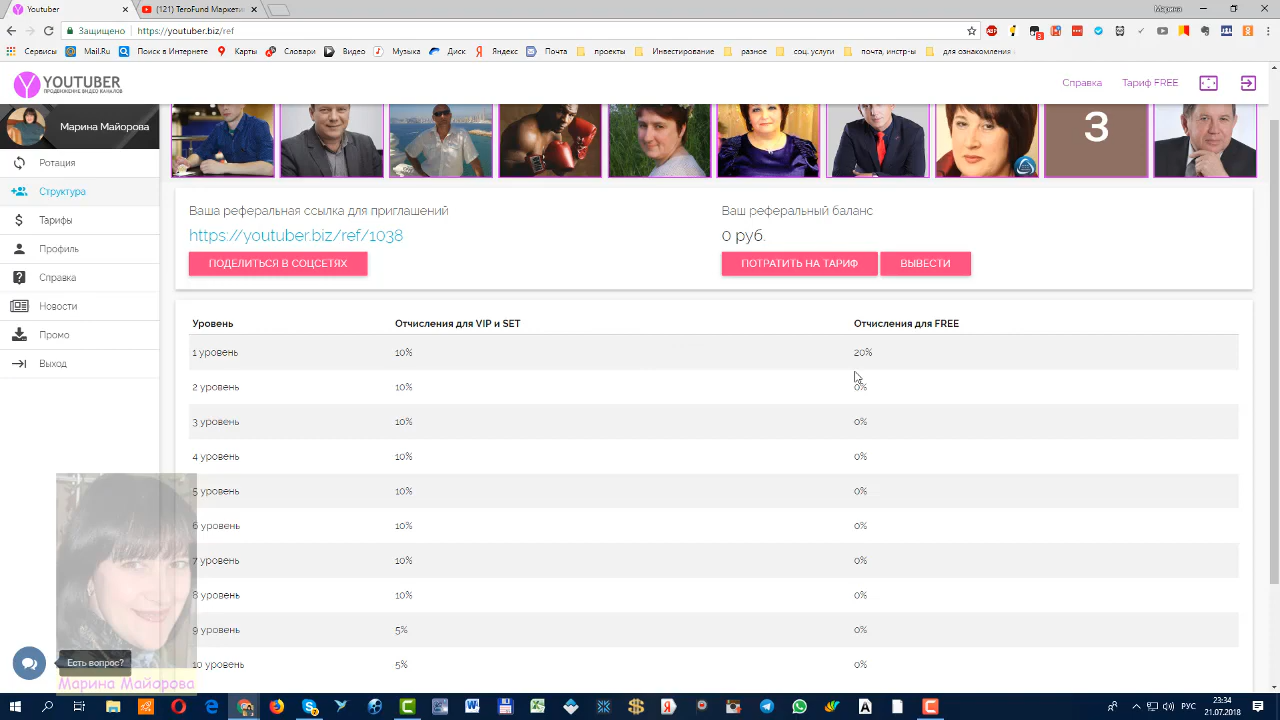 Youtuber
(121) TeroFund Маркети
Марина
Защищено
https://youtuber.biz/ref
Сервисы
Mail.Ru
Поиск в Интернете
Карты
Словари
Видео
Музыка
Диск
Яндекс
Почта
проекты
Инвестирование
разное
соц.услуги
почта, инстр-ы
для ознакомления
YOUTUBER
ПРОДВИЖЕНИЕ ВИДЕО КАНАЛОВ
Справка
Тариф FREE
Марина Майорова
3
Ротация
Структура
Тарифы
Профиль
Справка
Новости
Промо
Выход
Ваша реферальная ссылка для приглашений
https://youtuber.biz/ref/1038
ПОДЕЛИТЬСЯ В СОЦСЕТЯХ
Ваш реферальный баланс
0 руб.
ПОТРАТИТЬ НА ТАРИФ
ВЫВЕСТИ
Уровень Отчисления для VIP и SET Отчисления для FREE
1 уровень 10% 20%
2 уровень 10% 0%
3 уровень 10% 0%
4 уровень 10% 0%
5 уровень 10% 0%
6 уровень 10% 0%
7 уровень 10% 0%
8 уровень 10% 0%
9 уровень 5% 0%
10 уровень 5% 0%
Есть вопрос?
Марина Майорова
РУС
23:34
21.07.2018